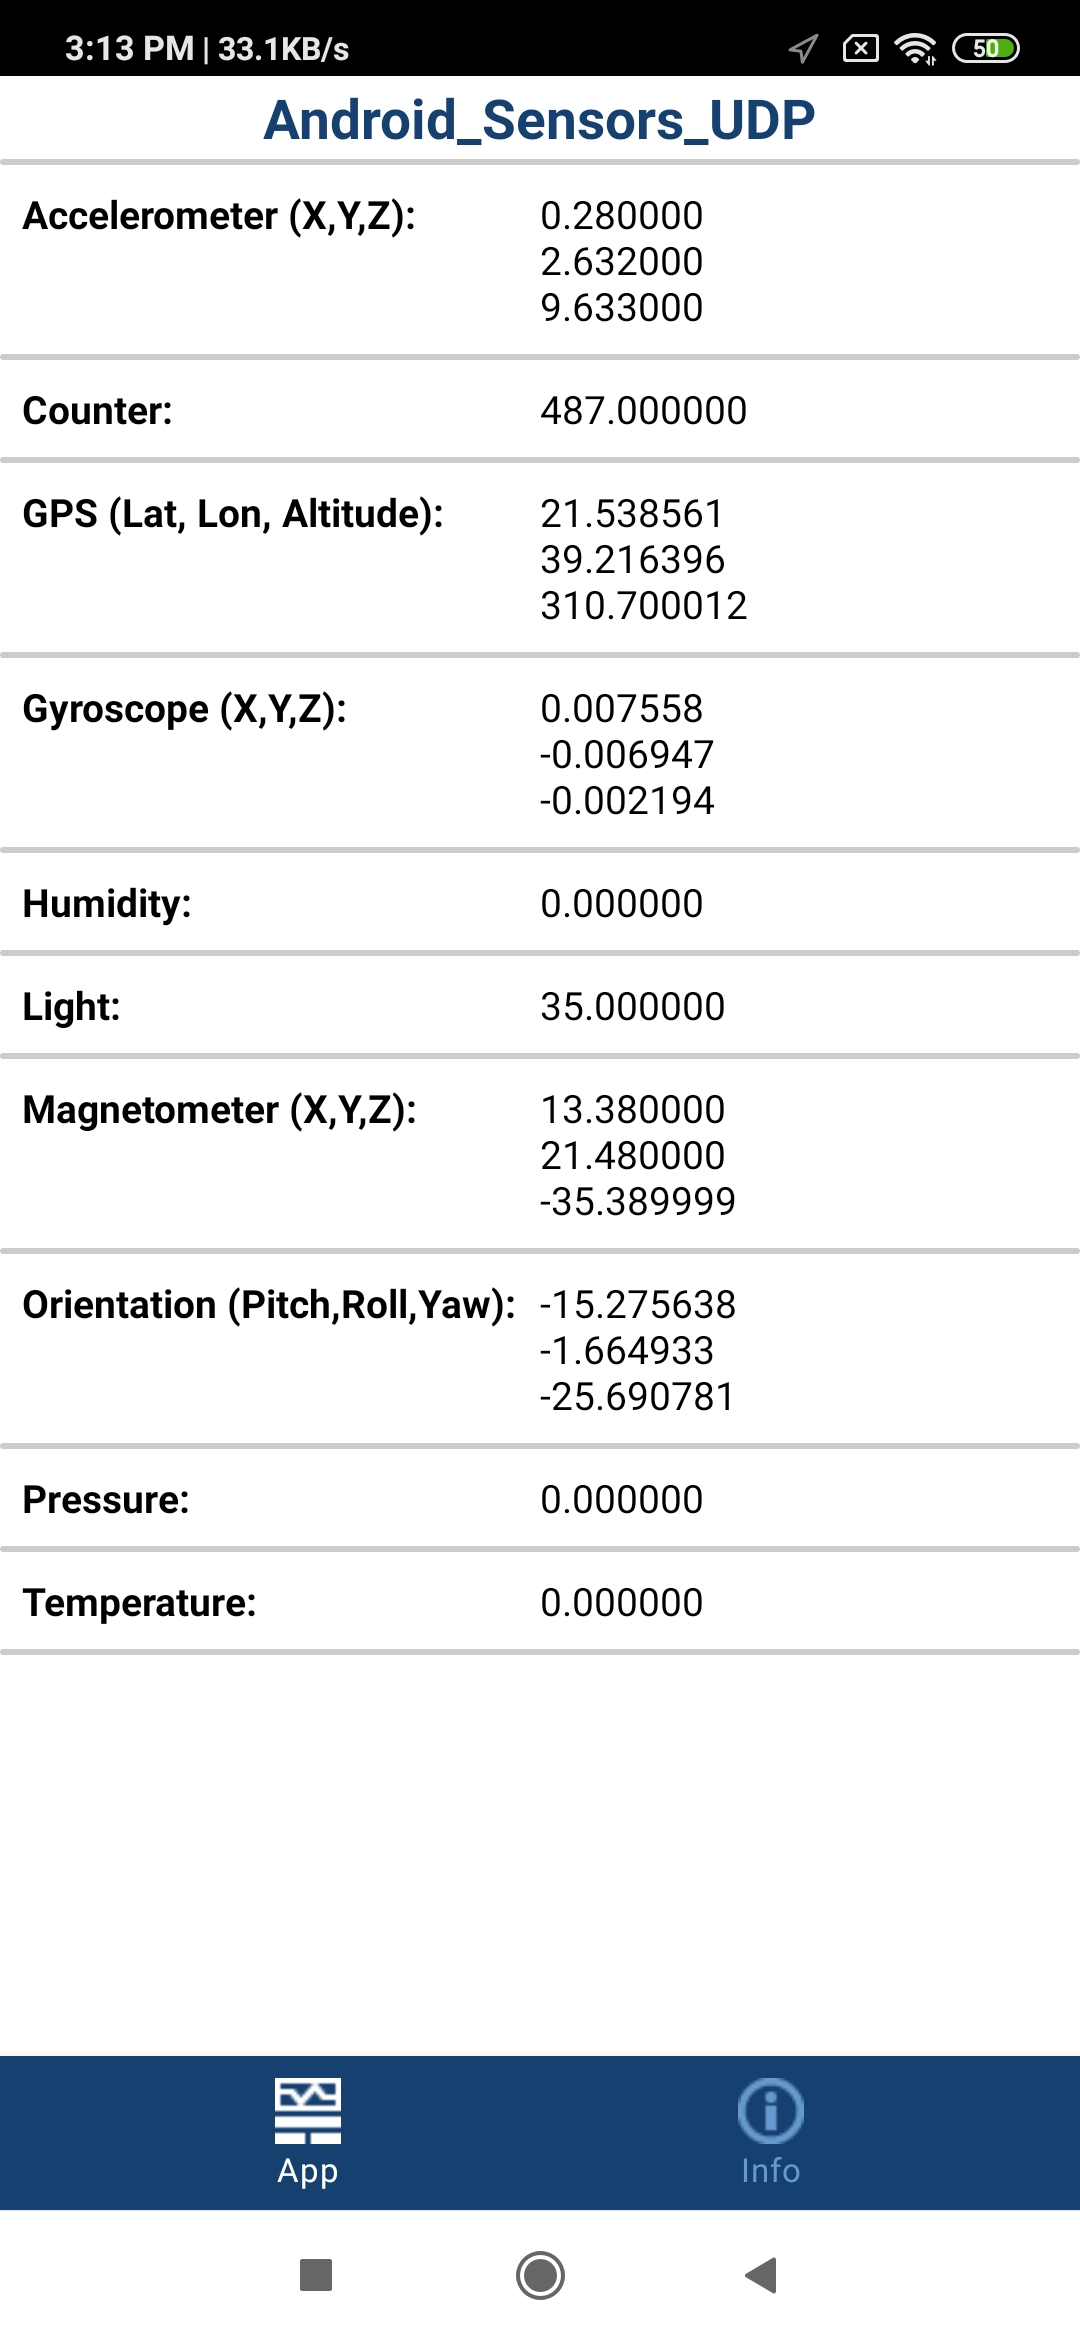 3:13 PM | 33.1KB/s 50
Android_Sensors_UDP
Accelerometer (X,Y,Z): 0.280000
2.632000
9.633000
Counter: 487.000000
GPS (Lat, Lon, Altitude): 21.538561
39.216396
310.700012
Gyroscope (X,Y,Z): 0.007558
-0.006947
-0.002194
Humidity: 0.000000
Light: 35.000000
Magnetometer (X,Y,Z): 13.380000
21.480000
-35.389999
Orientation (Pitch,Roll,Yaw): -15.275638
-1.664933
-25.690781
Pressure: 0.000000
Temperature: 0.000000
App Info